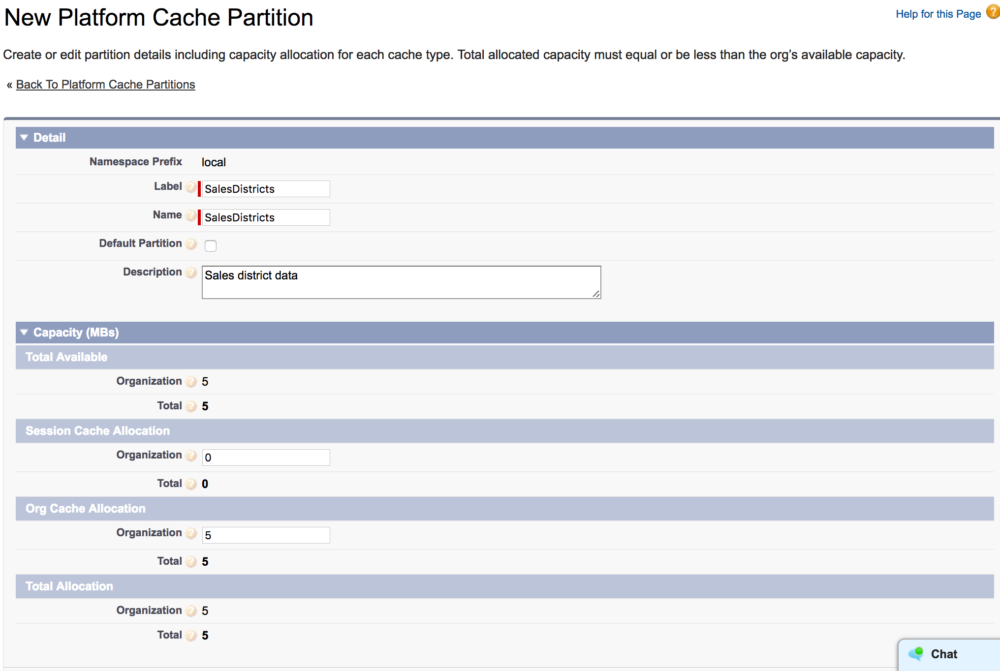 New Platform Cache Partition
Help for this Page ?
Create or edit partition details including capacity allocation for each cache type. Total allocated capacity must equal or be less than the org’s available capacity.
« Back To Platform Cache Partitions
Detail
Namespace Prefix local
Label ? SalesDistricts
Name ? SalesDistricts
Default Partition ?
Description ? Sales district data
Capacity (MBs)
Total Available
Organization ? 5
Total ? 5
Session Cache Allocation
Organization ? 0
Total ? 0
Org Cache Allocation
Organization ? 5
Total ? 5
Total Allocation
Organization ? 5
Total ? 5
Chat